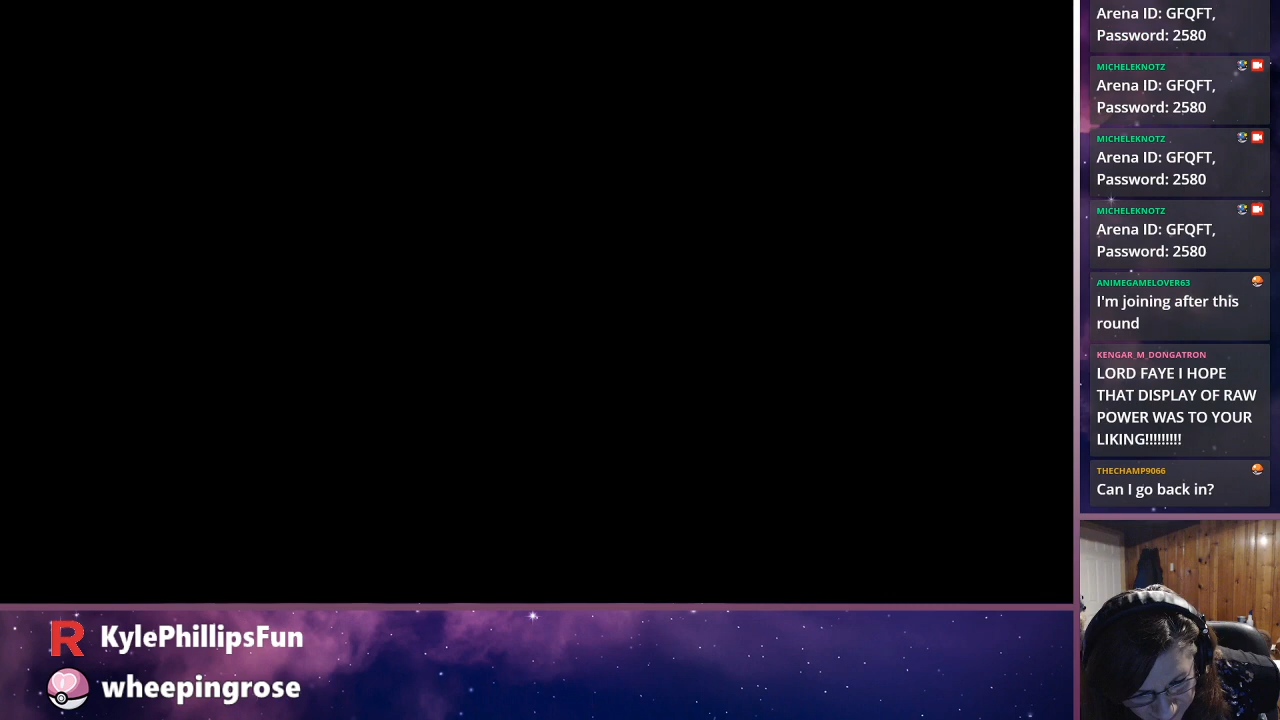 Arena ID: GFQFT,
Password: 2580
MICHELEKNOTZ
Arena ID: GFQFT,
Password: 2580
MICHELEKNOTZ
Arena ID: GFQFT,
Password: 2580
MICHELEKNOTZ
Arena ID: GFQFT,
Password: 2580
ANIMEGAMELOVER63
I'm joining after this
round
KENGAR_M_DONGATRON
LORD FAYE I HOPE
THAT DISPLAY OF RAW
POWER WAS TO YOUR
LIKING!!!!!!!!!
THECHAMP9066
Can I go back in?
R KylePhillipsFun
wheepingrose